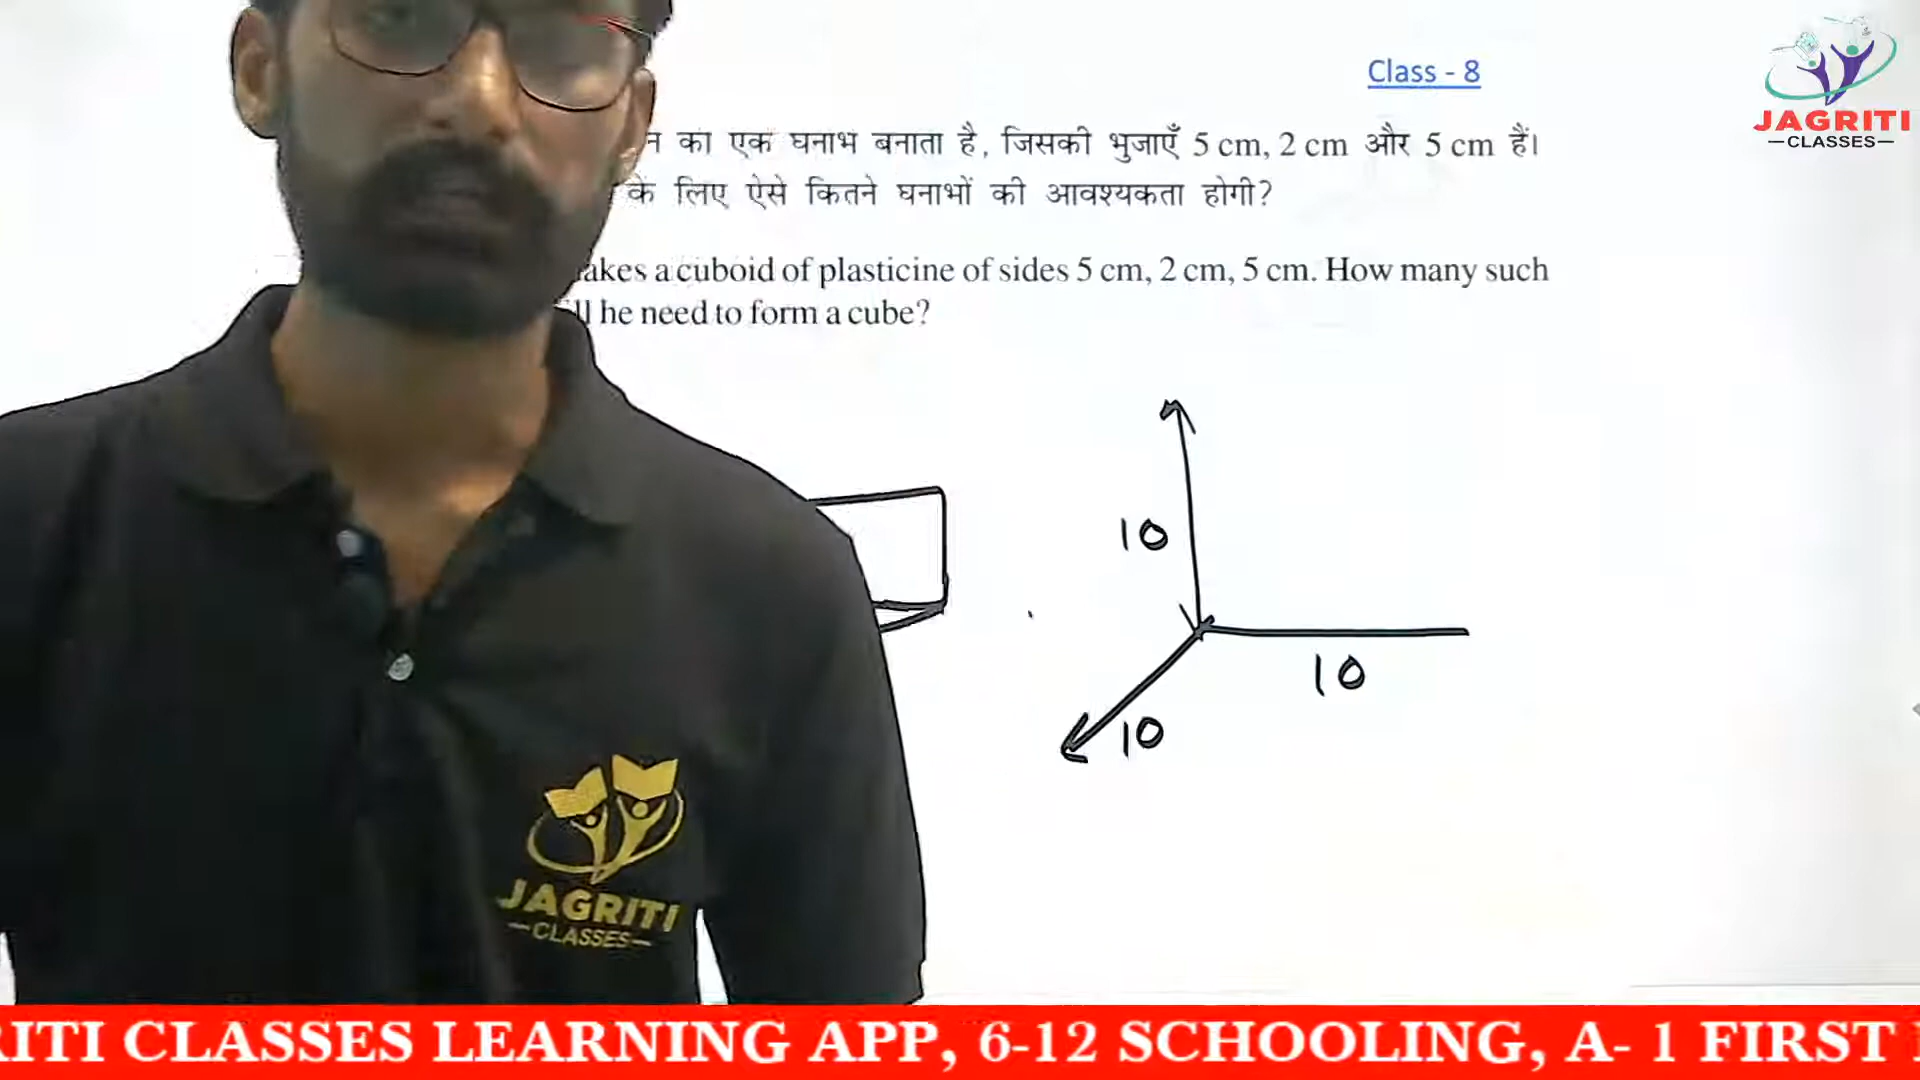 Class - 8
JAGRITI
—CLASSES—
का एक घनाभ बनाता है, जिसकी भुजाएँ 5 cm, 2 cm और 5 cm हैं।
के लिए ऐसे कितने घनाभों की आवश्यकता होगी?
akes a cuboid of plasticine of sides 5 cm, 2 cm, 5 cm. How many such
ll he need to form a cube?
10
10
10
JAGRITI
—CLASSES—
RITI CLASSES LEARNING APP, 6-12 SCHOOLING, A- 1 FIRST